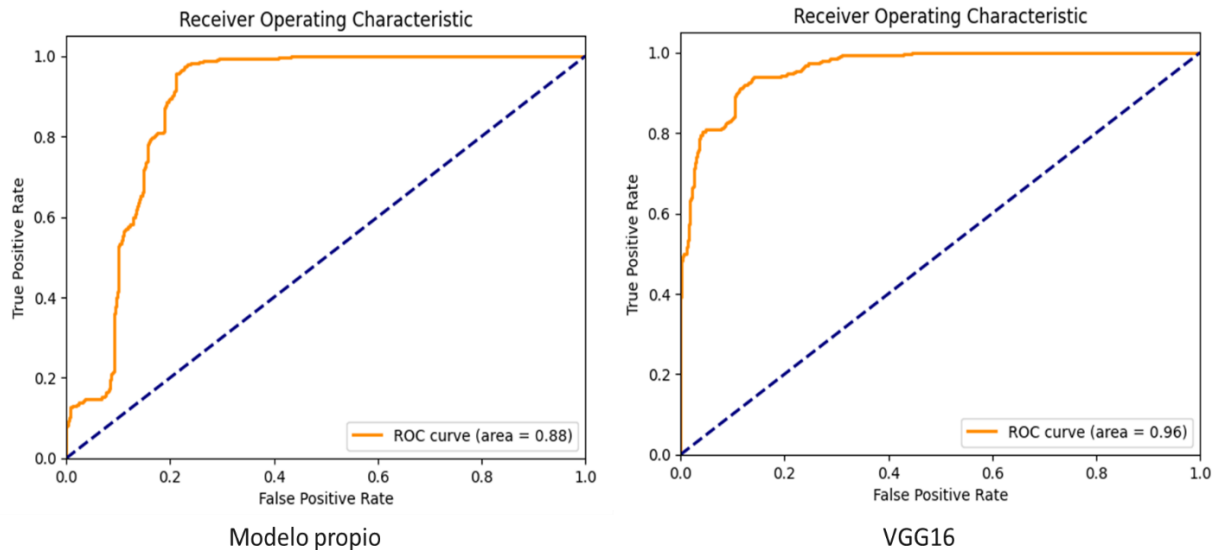 Receiver Operating Characteristic
1.0
0.8
0.6
0.4
0.2
0.0
True Positive Rate
ROC curve (area = 0.88)
0.0 0.2 0.4 0.6 0.8 1.0
False Positive Rate
Modelo propio
Receiver Operating Characteristic
1.0
0.8
0.6
0.4
0.2
0.0
True Positive Rate
ROC curve (area = 0.96)
0.0 0.2 0.4 0.6 0.8 1.0
False Positive Rate
VGG16